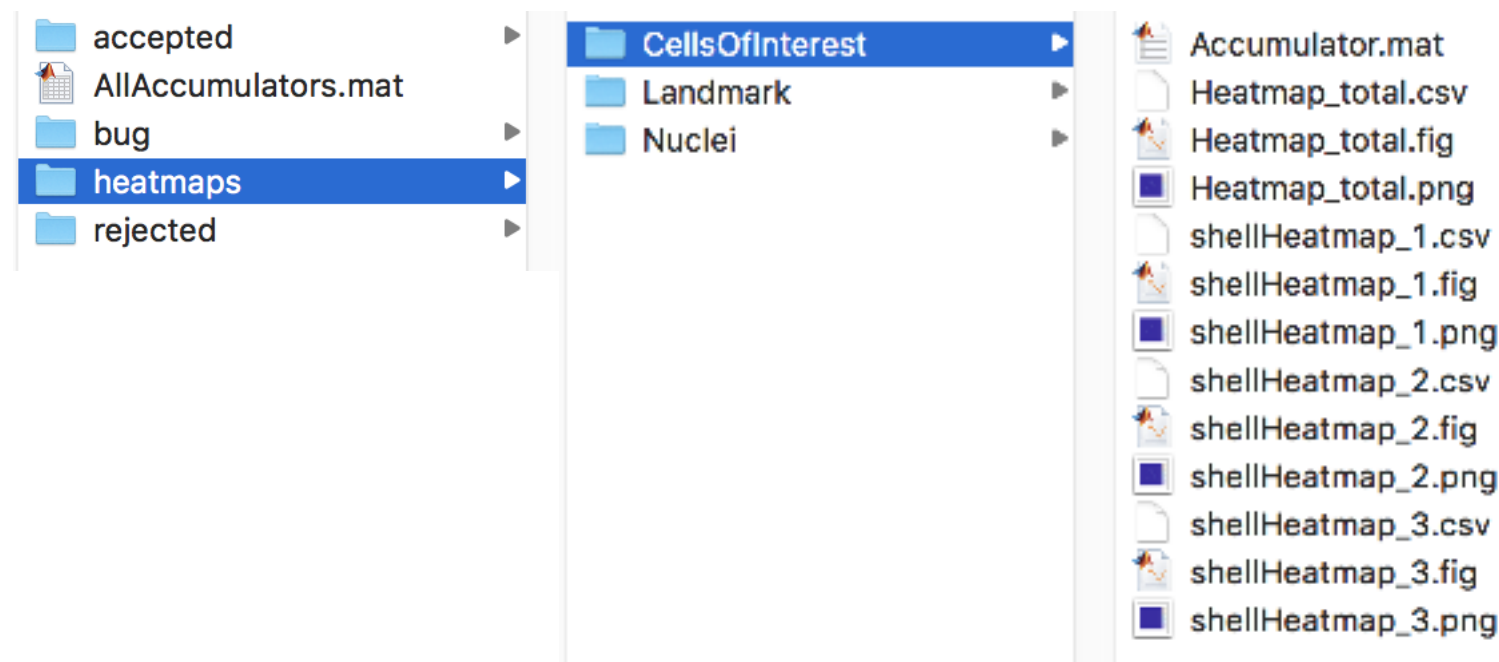 accepted
AllAccumulators.mat
bug
heatmaps
rejected
CellsOfInterest
Landmark
Nuclei
Accumulator.mat
Heatmap_total.csv
Heatmap_total.fig
Heatmap_total.png
shellHeatmap_1.csv
shellHeatmap_1.fig
shellHeatmap_1.png
shellHeatmap_2.csv
shellHeatmap_2.fig
shellHeatmap_2.png
shellHeatmap_3.csv
shellHeatmap_3.fig
shellHeatmap_3.png